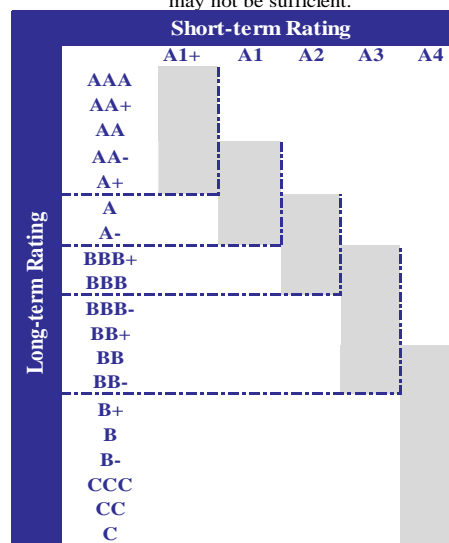 may not be sufficient.
Short-term Rating
A1+ A1 A2 A3 A4
Long-term Rating
AAA
AA+
AA
AA-
A+
A
A-
BBB+
BBB
BBB-
BB+
BB
BB-
B+
B
B-
CCC
CC
C